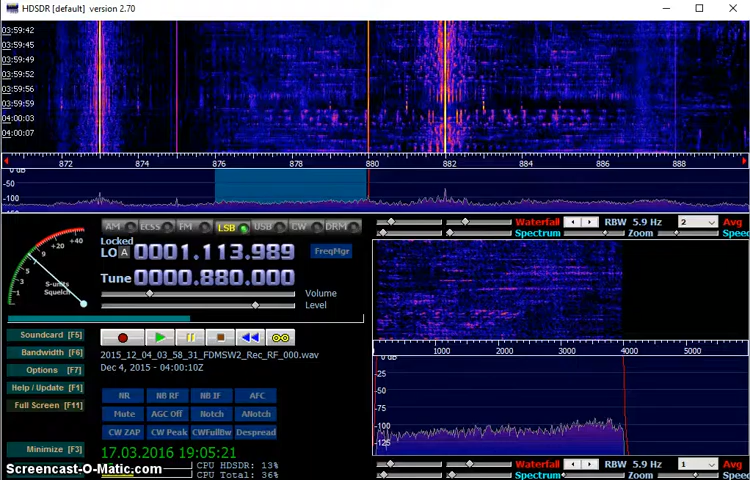 HDSDR [default] version 2.70
03:59:42
03:59:45
03:59:49
03:59:52
03:59:56
03:59:59
04:00:03
04:00:07
872 874 876 878 880 882 884 886 888
0 dB
-50
-100
-150
AM ECSS FM LSB USB CW DRM
Waterfall RBW 5.9 Hz 2 Avg
Spectrum Zoom Speed
+20 +40
1 3 5 7 9
S-units
Squelch
Locked
LO A 0001.113.989 FreqMgr
Tune 0000.880.000
Volume
Level
Soundcard [F5]
Bandwidth [F6]
Options [F7]
Help / Update [F1]
Full Screen [F11]
Minimize [F3]
2015_12_04_03_58_31_FDMSW2_Rec_RF_000.wav
Dec 4, 2015 - 04:00:10Z
NR NB RF NB IF AFC
Mute AGC Off Notch ANotch
CW ZAP CW Peak CWFullBw Despread
17.03.2016 19:05:21
CPU HDSDR: 13%
CPU Total: 36%
0 1000 2000 3000 4000 5000
0 dB
-25
-50
-75
-100
-125
Waterfall RBW 5.9 Hz 1 Avg
Spectrum Zoom Speed
Screencast-O-Matic.com